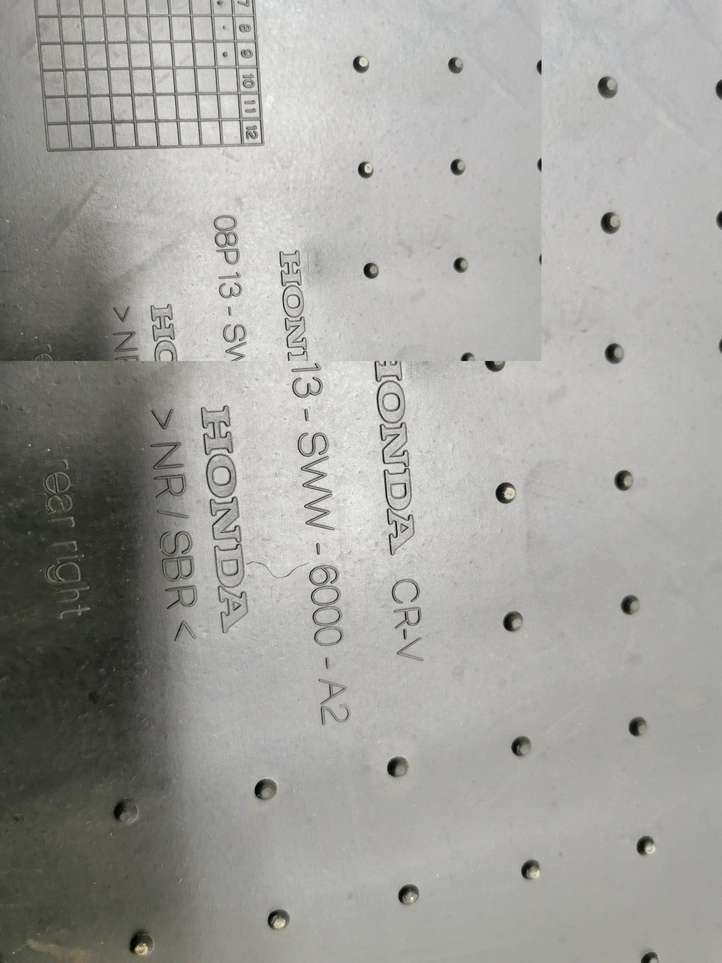 7
8
9
10
11
12
HON
HONDA CR-V
08P13 - SW
13 - SWW - 6000 - A2
HONDA
>NR / SBR<
rear right